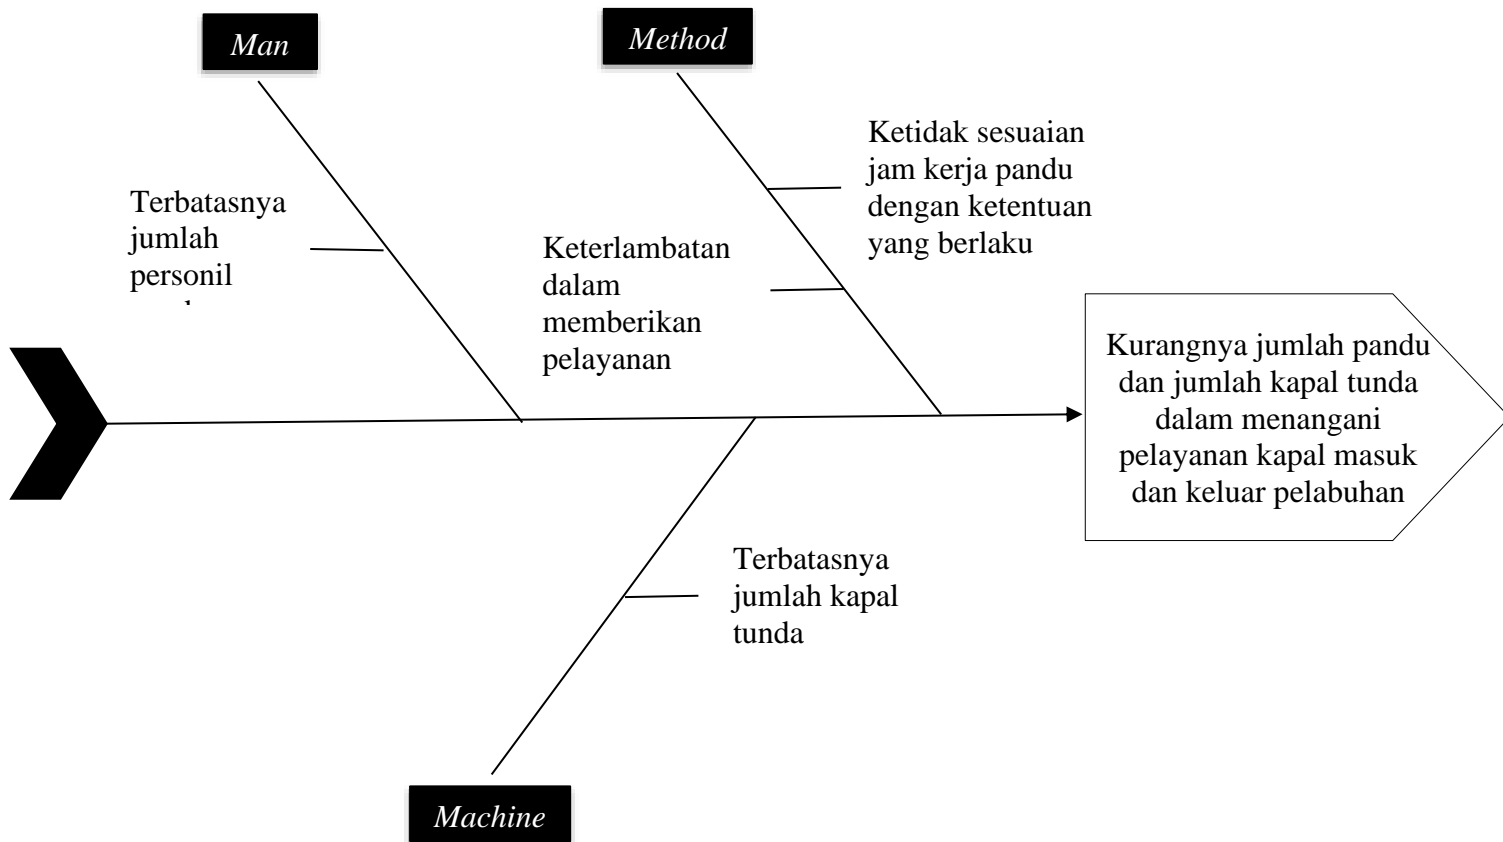 Man
Method
Terbatasnya
jumlah
personil
Keterlambatan
dalam
memberikan
pelayanan
Ketidak sesuaian
jam kerja pandu
dengan ketentuan
yang berlaku
Kurangnya jumlah pandu
dan jumlah kapal tunda
dalam menangani
pelayanan kapal masuk
dan keluar pelabuhan
Terbatasnya
jumlah kapal
tunda
Machine